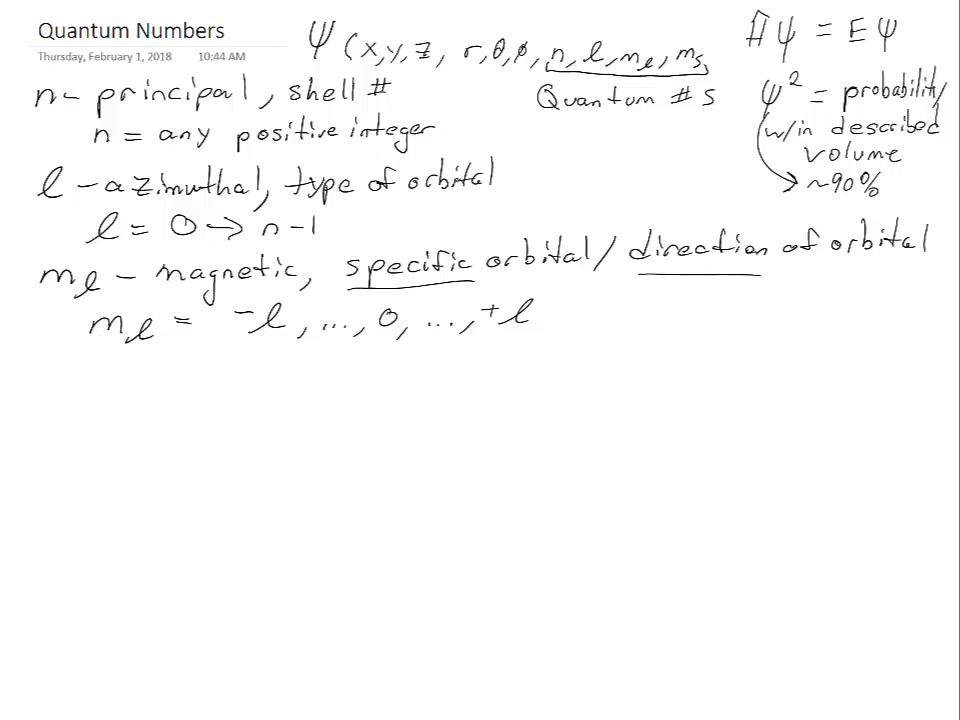 Quantum Numbers
Thursday, February 1, 2018 10:44 AM
Ψ (x, y, z, r, θ, φ, n, l, mₗ, mₛ)
Quantum #s
Ĥψ = Eψ
ψ² = probability
w/in described
volume
→ ~90%
n - principal, shell #
n = any positive integer
l - azimuthal, type of orbital
l = 0 → n-1
mₗ - magnetic, specific orbital / direction of orbital
mₗ = -l, ..., 0, ..., +l